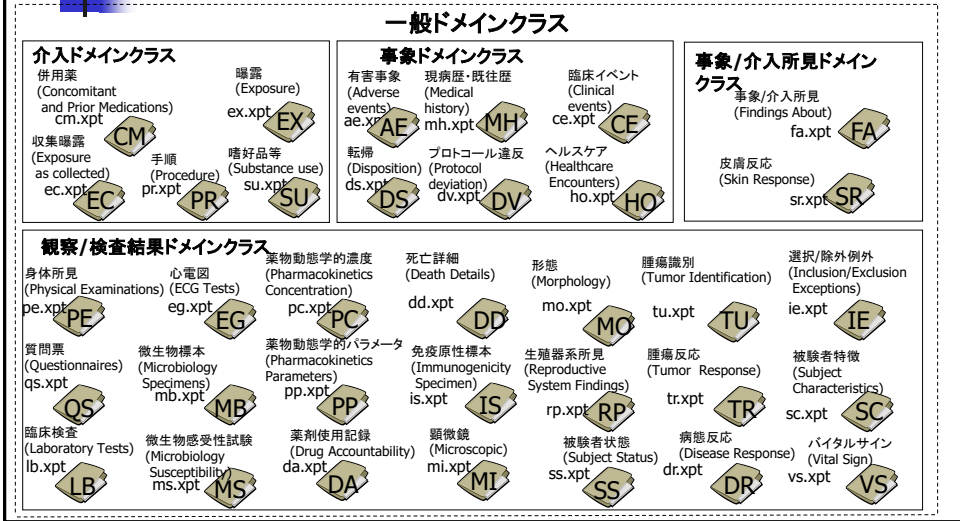 一般ドメインクラス
介入ドメインクラス
併用薬
(Concomitant
and Prior Medications)
cm.xpt
CM
曝露
(Exposure)
ex.xpt
EX
収集曝露
(Exposure
as collected)
ec.xpt
EC
手順
(Procedure)
pr.xpt
PR
嗜好品等
(Substance use)
su.xpt
SU
事象ドメインクラス
有害事象
(Adverse
events)
ae.xpt
AE
現病歴・既往歴
(Medical
history)
mh.xpt
MH
臨床イベント
(Clinical
events)
ce.xpt
CE
転帰
(Disposition)
ds.xpt
DS
プロトコール違反
(Protocol
deviation)
dv.xpt
DV
ヘルスケア
(Healthcare
Encounters)
ho.xpt
HO
事象/介入所見ドメイン
クラス
事象/介入所見
(Findings About)
fa.xpt
FA
皮膚反応
(Skin Response)
sr.xpt
SR
観察/検査結果ドメインクラス
身体所見
(Physical Examinations)
pe.xpt
PE
心電図
(ECG Tests)
eg.xpt
EG
薬物動態学的濃度
(Pharmacokinetics
Concentration)
pc.xpt
PC
死亡詳細
(Death Details)
dd.xpt
DD
形態
(Morphology)
mo.xpt
MO
腫瘍識別
(Tumor Identification)
tu.xpt
TU
選択/除外例外
(Inclusion/Exclusion
Exceptions)
ie.xpt
IE
質問票
(Questionnaires)
qs.xpt
QS
微生物標本
(Microbiology
Specimens)
mb.xpt
MB
薬物動態学的パラメータ
(Pharmacokinetics
Parameters)
pp.xpt
PP
免疫原性標本
(Immunogenicity
Specimen)
is.xpt
IS
生殖器系所見
(Reproductive
System Findings)
rp.xpt
RP
腫瘍反応
(Tumor Response)
tr.xpt
TR
被験者特徴
(Subject
Characteristics)
sc.xpt
SC
臨床検査
(Laboratory Tests)
lb.xpt
LB
微生物感受性試験
(Microbiology
Susceptibility)
ms.xpt
MS
薬剤使用記録
(Drug Accountability)
da.xpt
DA
顕微鏡
(Microscopic)
mi.xpt
MI
被験者状態
(Subject Status)
ss.xpt
SS
病態反応
(Disease Response)
dr.xpt
DR
バイタルサイン
(Vital Sign)
vs.xpt
VS